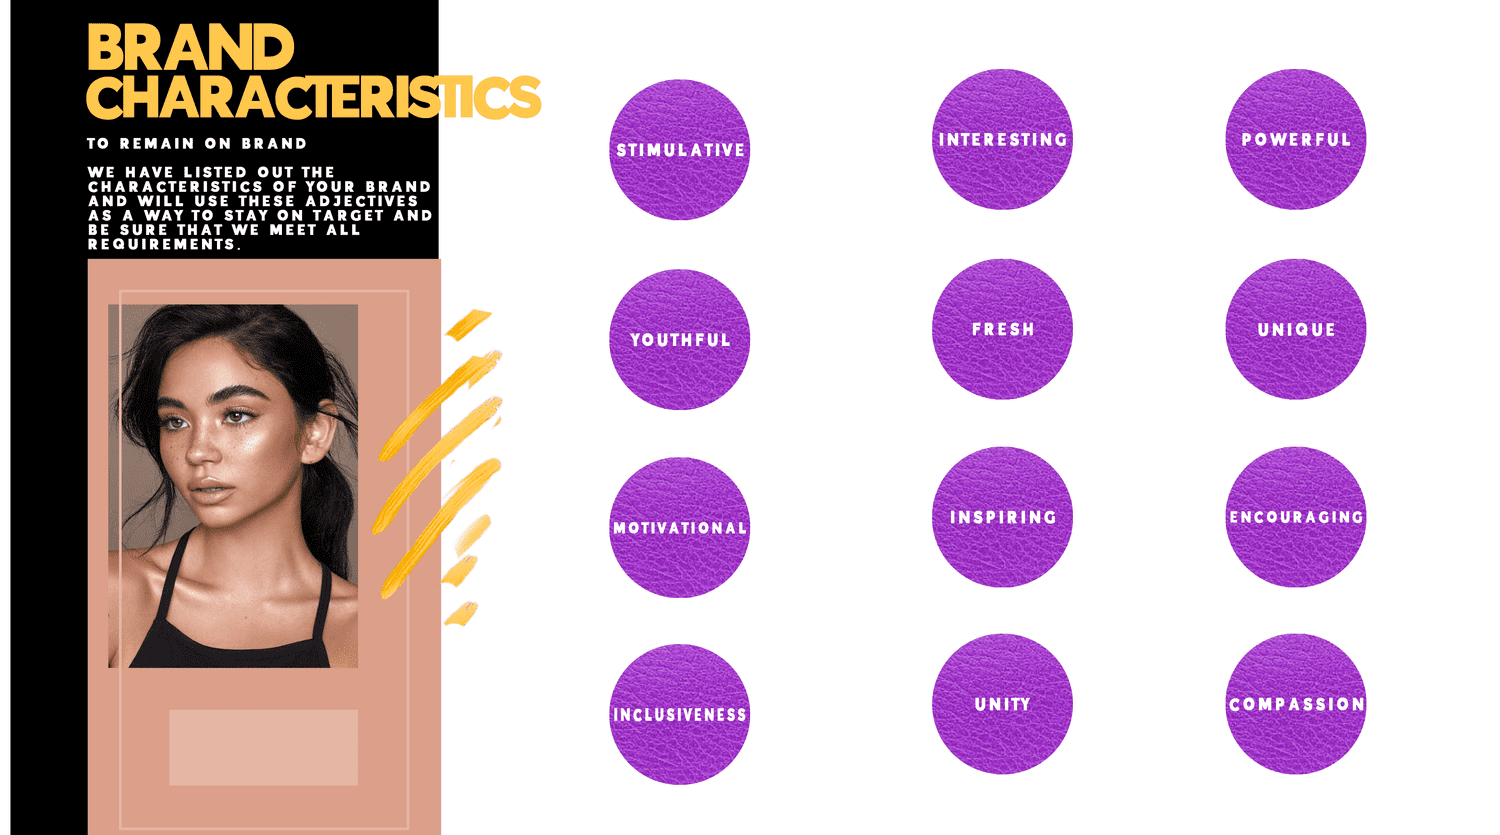 BRAND
CHARACTERISTICS
TO REMAIN ON BRAND
WE HAVE LISTED OUT THE
CHARACTERISTICS OF YOUR BRAND
AND WILL USE THESE ADJECTIVES
AS A WAY TO STAY ON TARGET AND
BE SURE THAT WE MEET ALL
REQUIREMENTS.
STIMULATIVE
INTERESTING
POWERFUL
YOUTHFUL
FRESH
UNIQUE
MOTIVATIONAL
INSPIRING
ENCOURAGING
INCLUSIVENESS
UNITY
COMPASSION